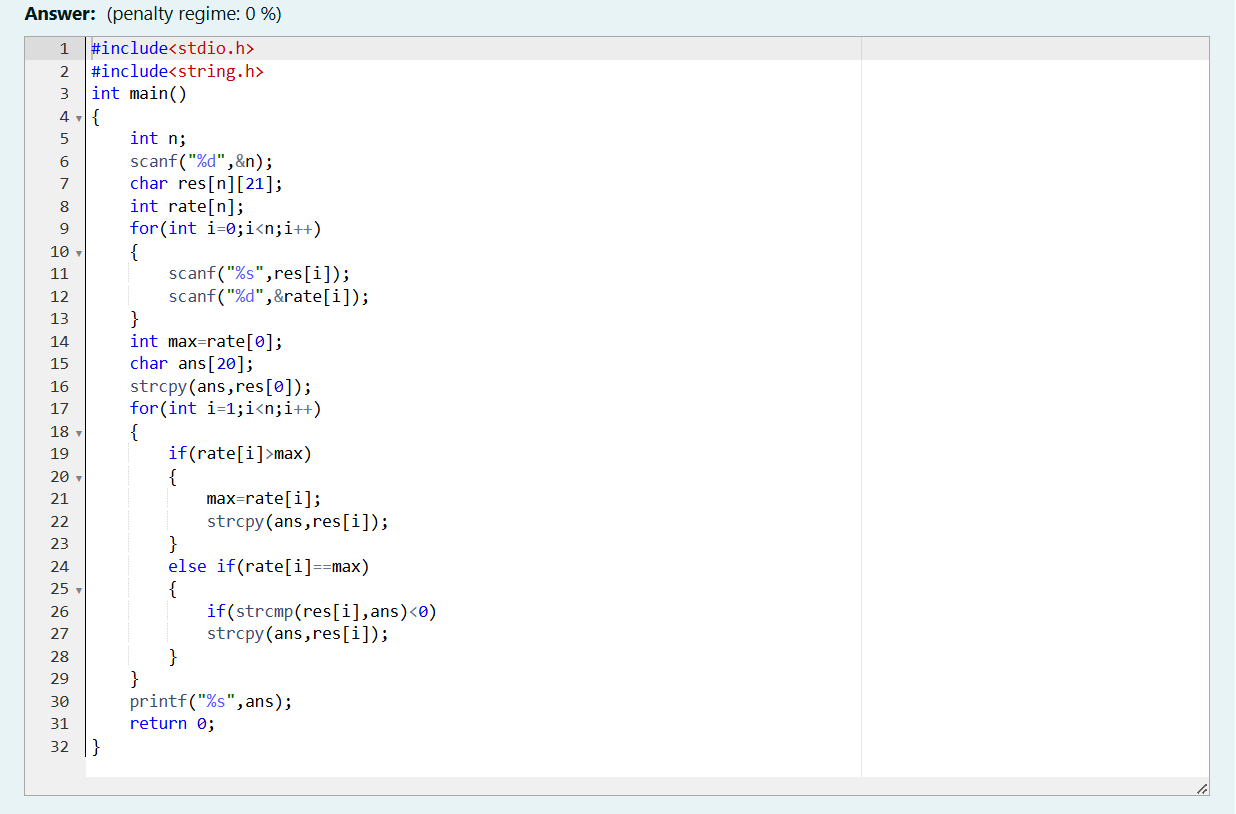 Answer: (penalty regime: 0 %)
1 #include<stdio.h>
2 #include<string.h>
3 int main()
4 {
5     int n;
6     scanf("%d",&n);
7     char res[n][21];
8     int rate[n];
9     for(int i=0;i<n;i++)
10     {
11         scanf("%s",res[i]);
12         scanf("%d",&rate[i]);
13     }
14     int max=rate[0];
15     char ans[20];
16     strcpy(ans,res[0]);
17     for(int i=1;i<n;i++)
18     {
19         if(rate[i]>max)
20         {
21             max=rate[i];
22             strcpy(ans,res[i]);
23         }
24         else if(rate[i]==max)
25         {
26             if(strcmp(res[i],ans)<0)
27             strcpy(ans,res[i]);
28         }
29     }
30     printf("%s",ans);
31     return 0;
32 }